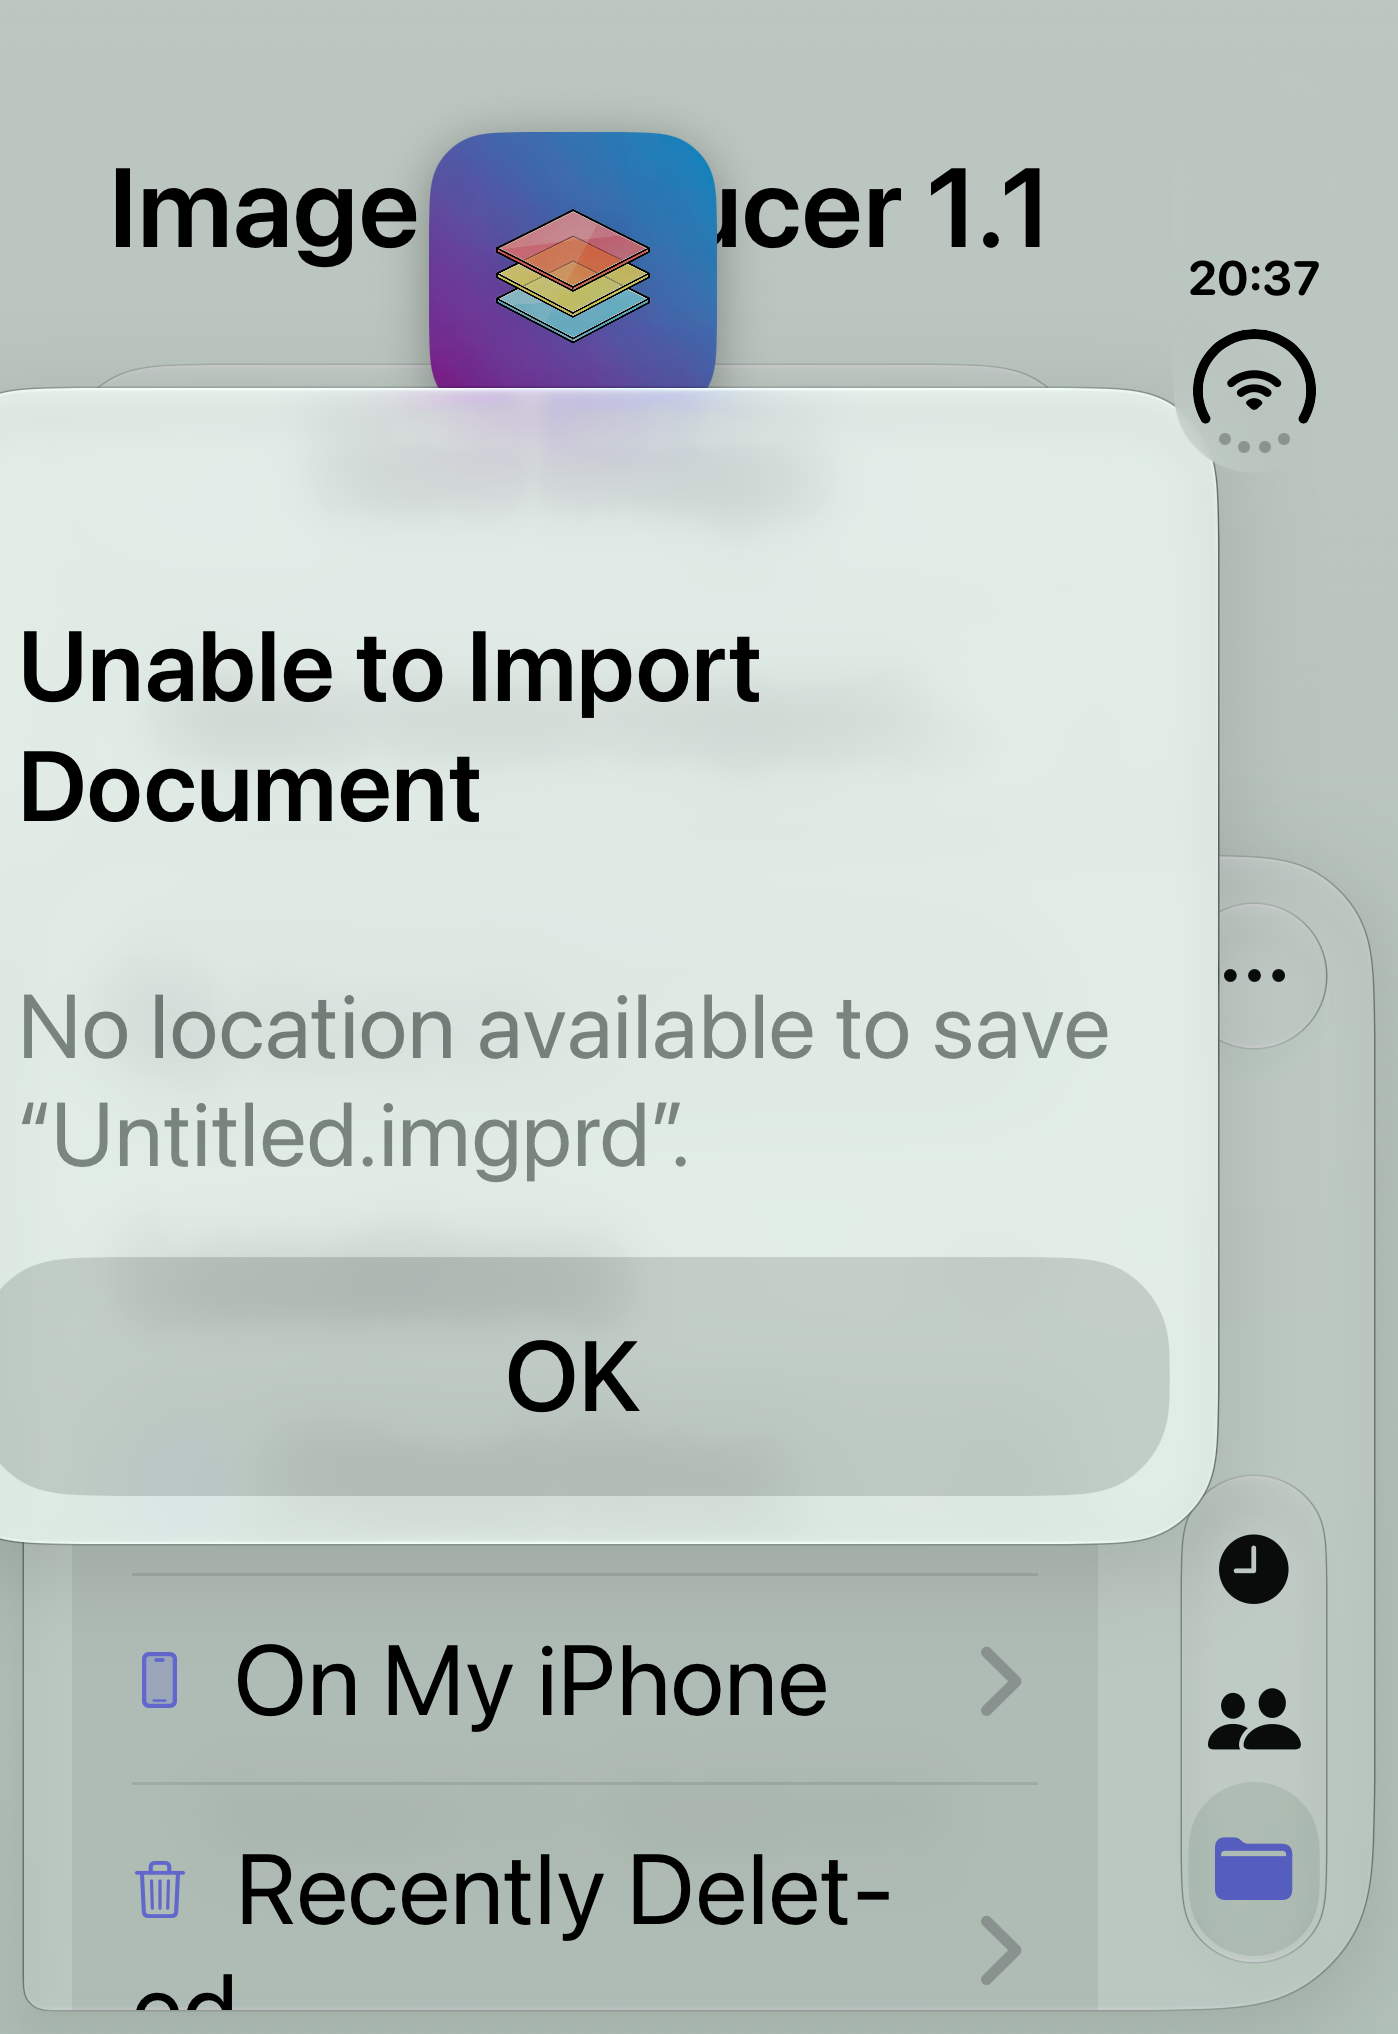 Image ucer 1.1
20:37
Unable to Import
Document
No location available to save
“Untitled.imgprd”.
OK
On My iPhone
Recently Delet-
ed